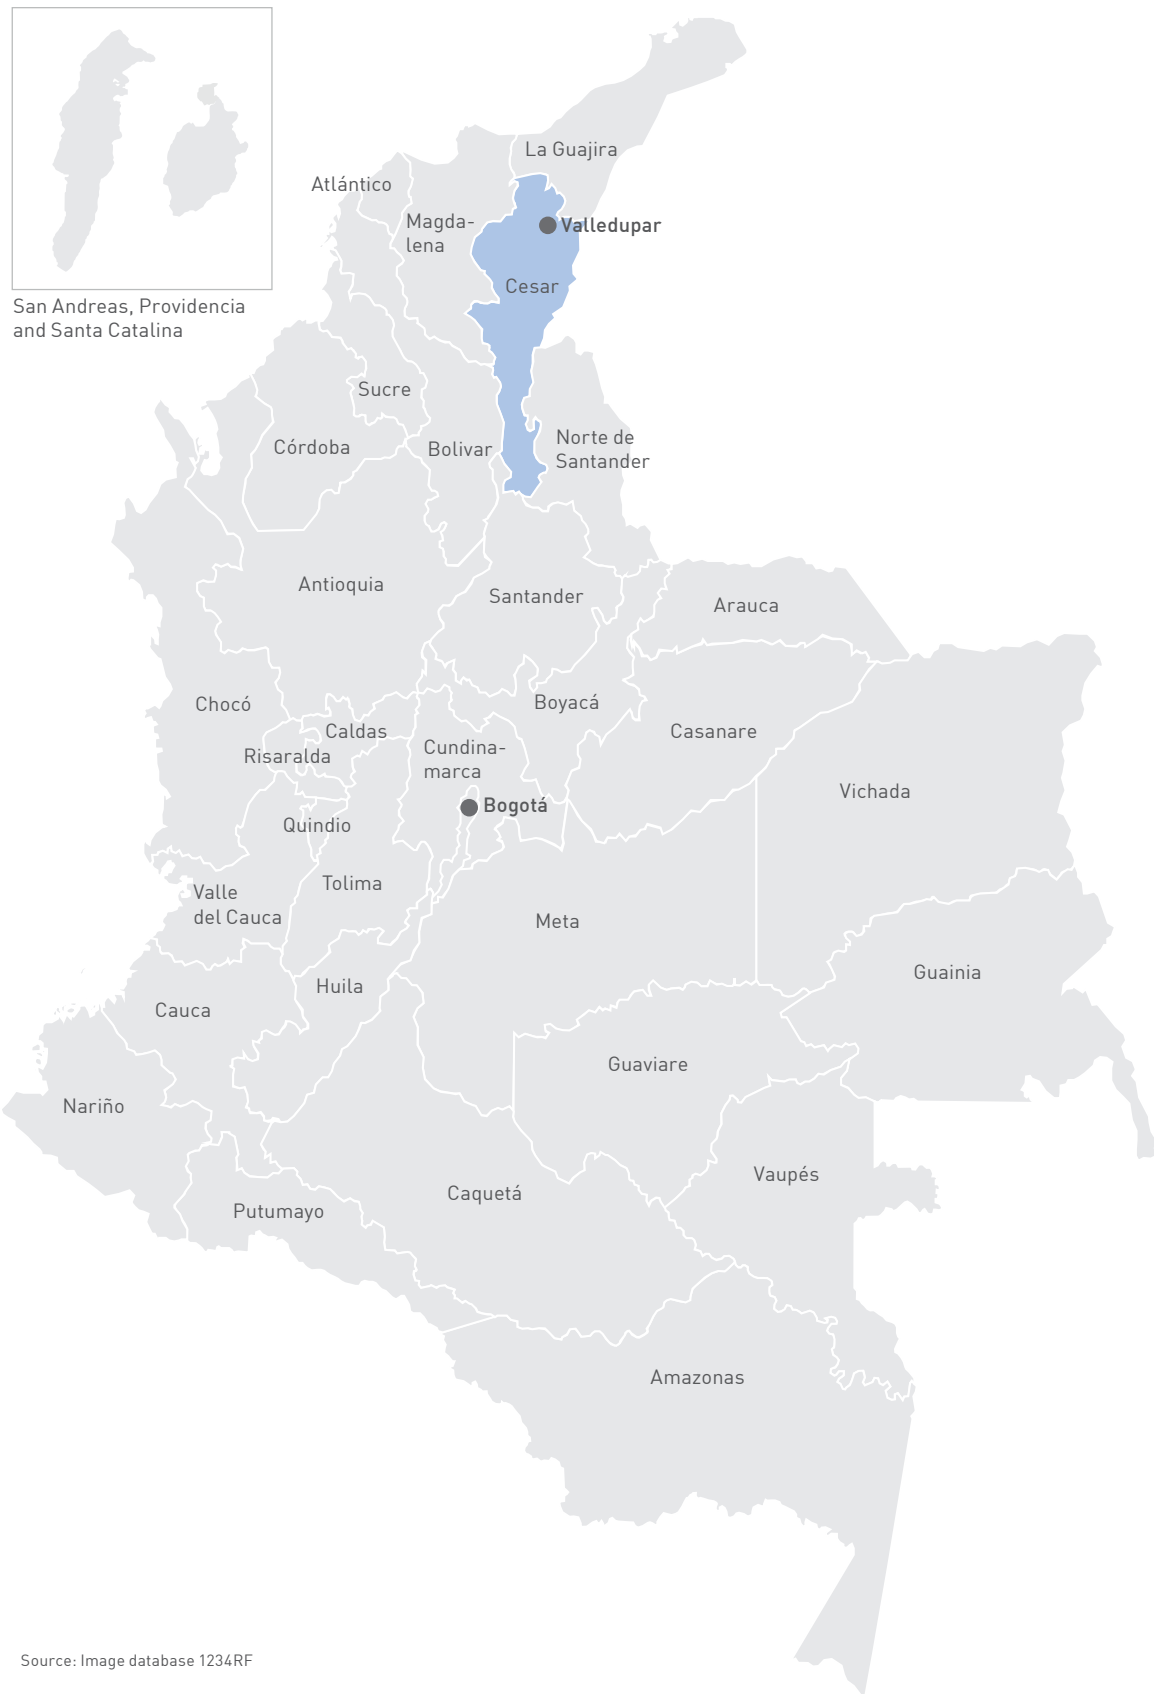 La Guajira
Atlántico
Magda-
lena
Valledupar
Cesar
San Andreas, Providencia
and Santa Catalina
Sucre
Córdoba
Bolivar
Norte de
Santander
Antioquia
Santander
Arauca
Chocó
Boyacá
Caldas
Casanare
Risaralda
Cundina-
marca
Vichada
Bogotá
Quindio
Tolima
Valle
del Cauca
Meta
Guainia
Huila
Cauca
Guaviare
Nariño
Vaupés
Caquetá
Putumayo
Amazonas
Source: Image database 1234RF